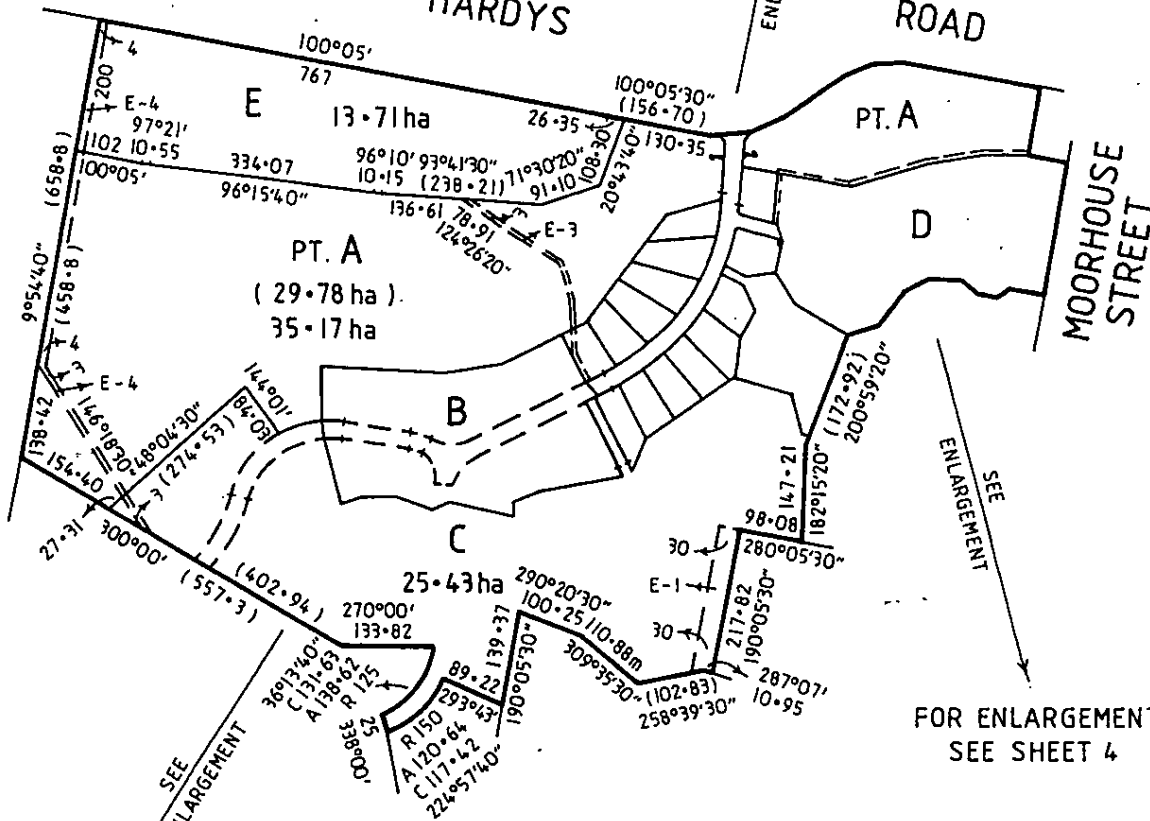 HARDYS
ROAD
100°05'
767
100°05'30"
(156·70)
130·35
4
200
E-4
E
13·71ha
26·35
PT. A
97°21'
102 10·55
100°05'
334·07
96°15'40"
96°10' 93°41'30"
10·15 (238·21)
71°30'20"
91·10
108·30
20°43'40"
136·61
78·91
124°26'20"
3
E-3
D
MOORHOUSE
STREET
(658·8)
9°54'40"
(458·8)
PT. A
(29·78 ha)
35·17 ha
4
3
E-4
138·42
146°18'30"
48°04'30"
(274·53)
144°01'
84·03
B
154·40
3
27·31
300°00'
(557·3)
(402·94)
C
25·43ha
(172·92)
200°59'20"
147·21
182°15'20"
98·08
280°05'30"
30
E-1
30
217·82
190°05'30"
SEE
ENLARGEMENT
270°00'
133·82
290°20'30"
100·25
110·88m
309°35'30"
(102·83)
258°39'30"
287°07'
10·95
139·37
190°05'30"
89·22
293°43'
36°13'40"
C 131·63
A 138·62
R 125
25
338°00'
R 150
A 120·64
C 117·42
224°57'40"
SEE
FOR ENLARGEMENT
SEE SHEET 4